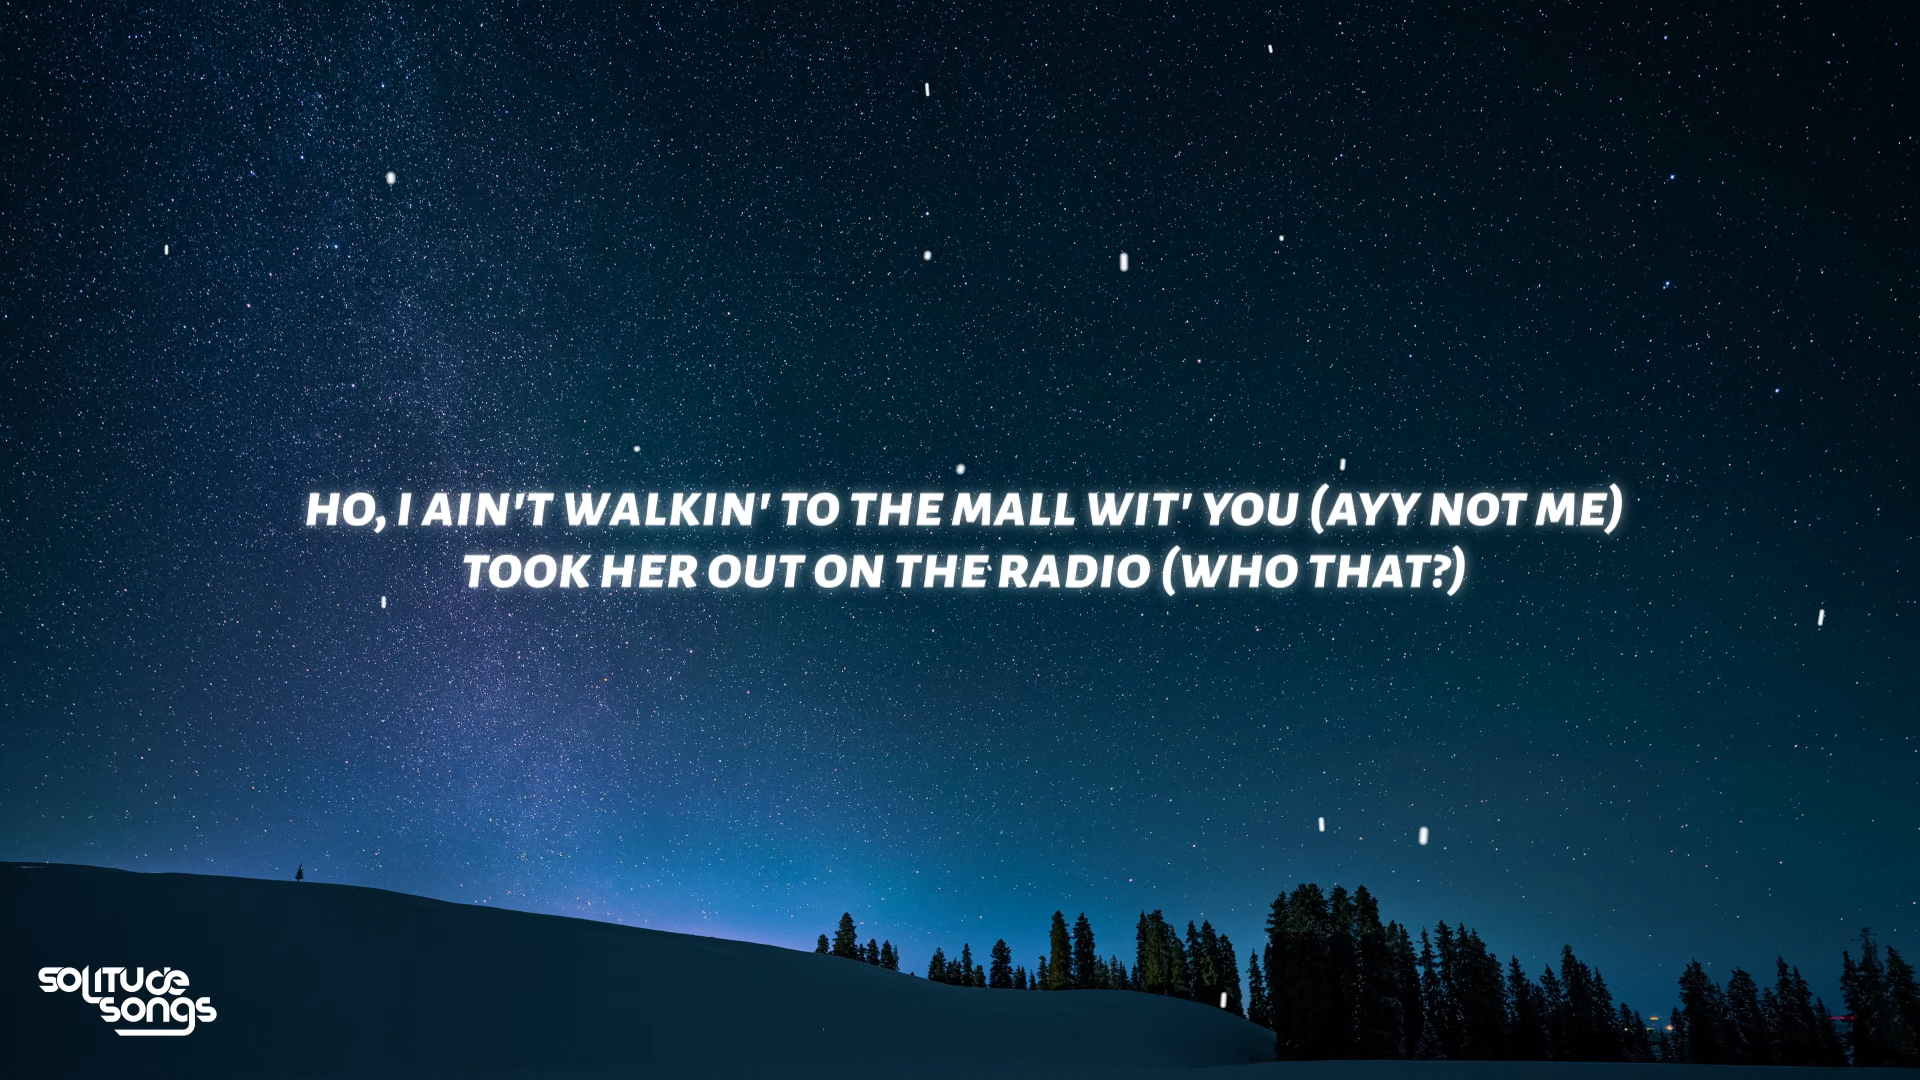 HO, I AIN'T WALKIN' TO THE MALL WIT' YOU (AYY NOT ME)
TOOK HER OUT ON THE RADIO (WHO THAT?)
SOLITUDE
SONGS